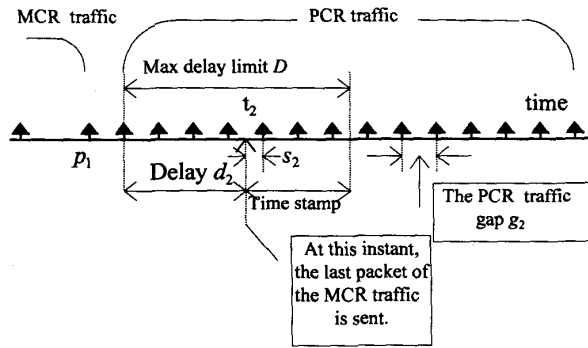 MCR traffic
PCR traffic
Max delay limit D
t2
time
p1
s2
Delay d2
Time stamp
The PCR traffic
gap g2
At this instant,
the last packet of
the MCR traffic
is sent.